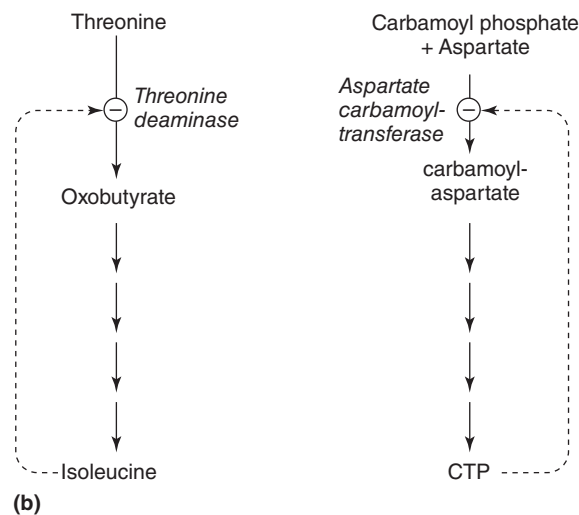 Threonine
Threonine
deaminase
Oxobutyrate
Isoleucine
Carbamoyl phosphate
+ Aspartate
Aspartate
carbamoyl-
transferase
carbamoyl-
aspartate
CTP
(b)